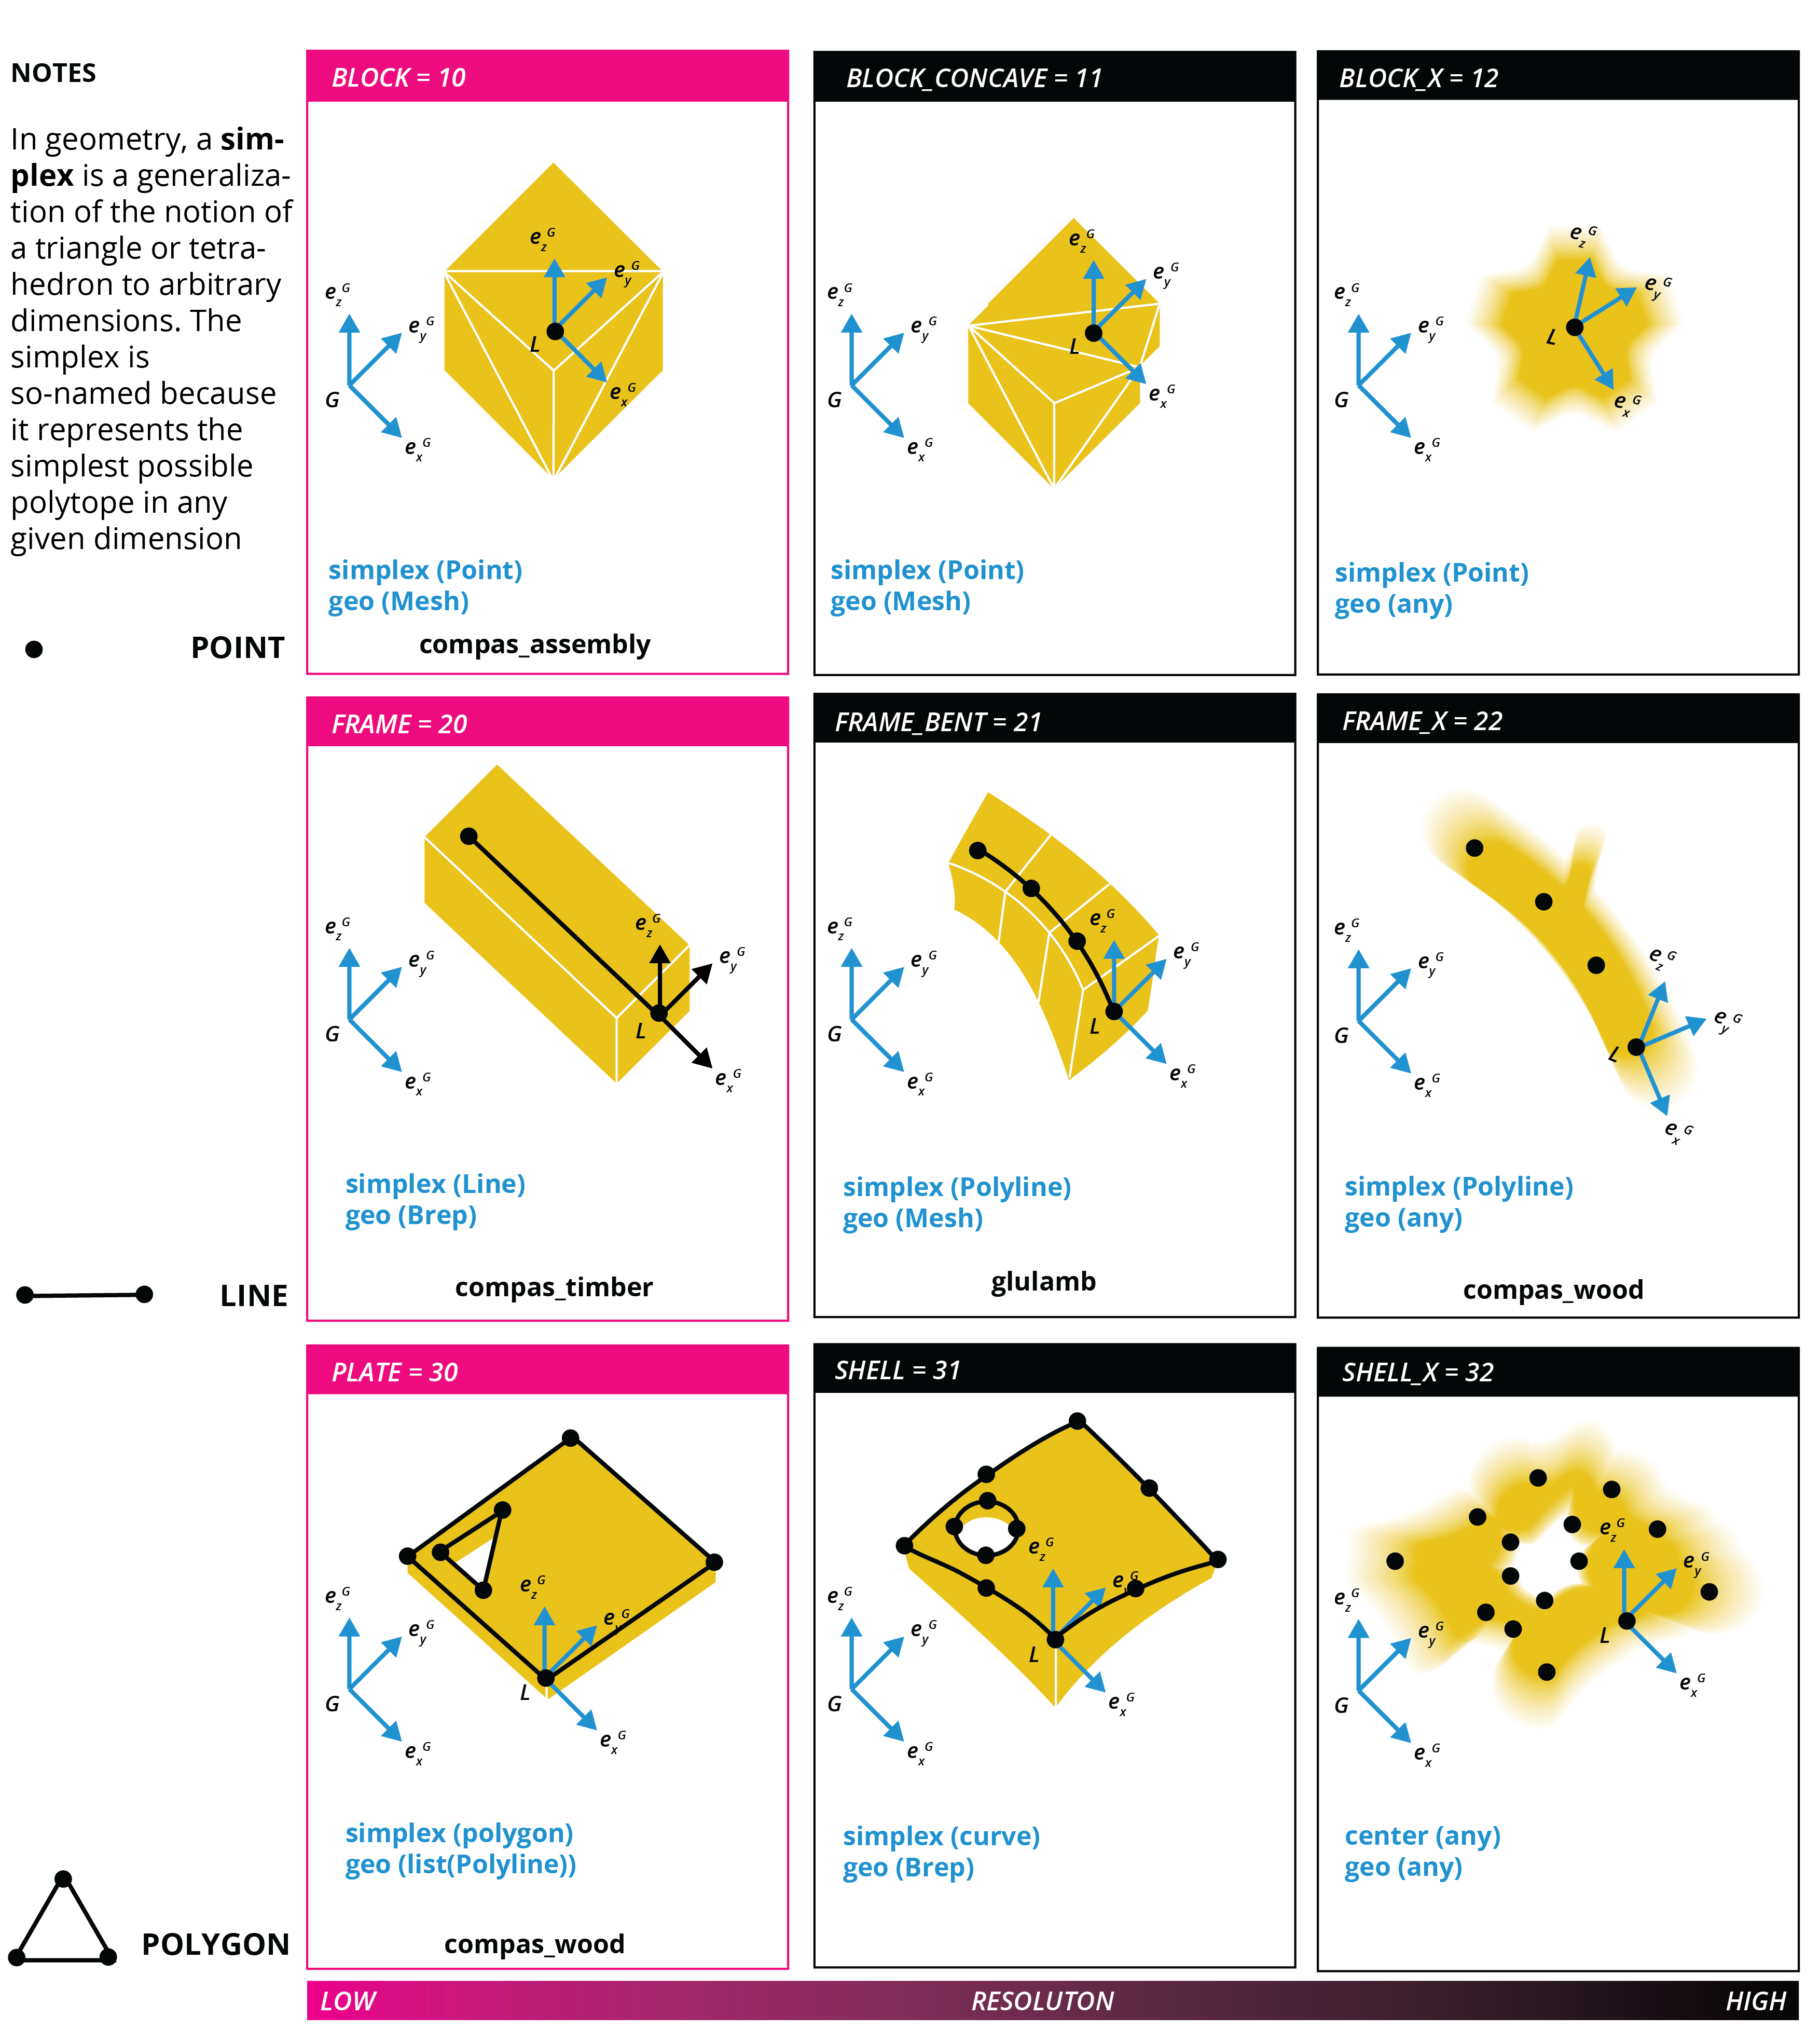 NOTES
In geometry, a sim-
plex is a generaliza-
tion of the notion of
a triangle or tetra-
hedron to arbitrary
dimensions. The
simplex is
so-named because
it represents the
simplest possible
polytope in any
given dimension
POINT
BLOCK = 10
e_z^G
e_y^G
G
e_x^G
e_z^G
e_y^G
L
e_x^G
simplex (Point)
geo (Mesh)
compas_assembly
BLOCK_CONCAVE = 11
e_z^G
e_y^G
G
e_x^G
e_z^G
e_y^G
L
e_x^G
simplex (Point)
geo (Mesh)
BLOCK_X = 12
e_z^G
e_y^G
G
e_x^G
e_z^G
e_y^G
L
e_x^G
simplex (Point)
geo (any)
LINE
FRAME = 20
e_z^G
e_y^G
G
e_x^G
e_z^G
e_y^G
L
e_x^G
simplex (Line)
geo (Brep)
compas_timber
FRAME_BENT = 21
e_z^G
e_y^G
G
e_x^G
e_z^G
e_y^G
L
e_x^G
simplex (Polyline)
geo (Mesh)
glulamb
FRAME_X = 22
e_z^G
e_y^G
G
e_x^G
e_z^G
e_y^G
L
e_x^G
simplex (Polyline)
geo (any)
compas_wood
POLYGON
PLATE = 30
e_z^G
e_y^G
G
e_x^G
e_z^G
e_y^G
L
e_x^G
simplex (polygon)
geo (list(Polyline))
compas_wood
SHELL = 31
e_z^G
e_y^G
G
e_x^G
e_z^G
e_y^G
L
e_x^G
simplex (curve)
geo (Brep)
SHELL_X = 32
e_z^G
e_y^G
G
e_x^G
e_z^G
e_y^G
L
e_x^G
center (any)
geo (any)
LOW
RESOLUTON
HIGH